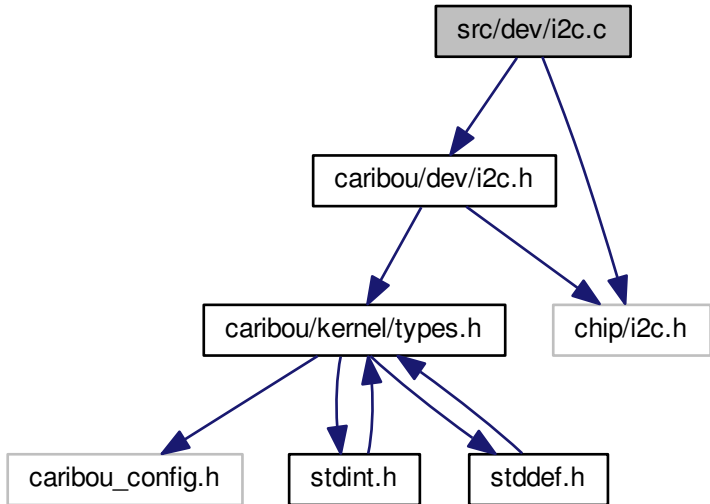 src/dev/i2c.c
caribou/dev/i2c.h
caribou/kernel/types.h
chip/i2c.h
caribou_config.h
stdint.h
stddef.h